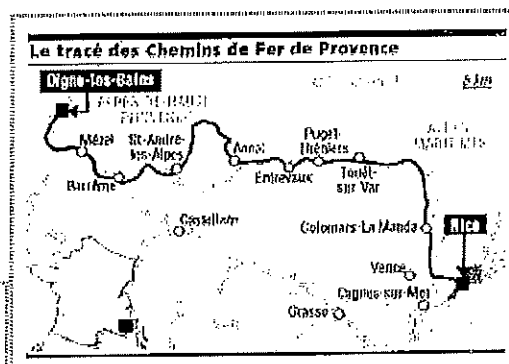 Le tracé des Chemins de Fer de Provence
Digne-les-Bains
5 km
Mézel
St-André-
les-Alpes
Annot
Puget-
Théniers
Barrême
Entrevaux
Touët-
sur Var
Castellane
Colomars-La Manda
Nice
Vence
Cagnes-sur-Mer
Grasse